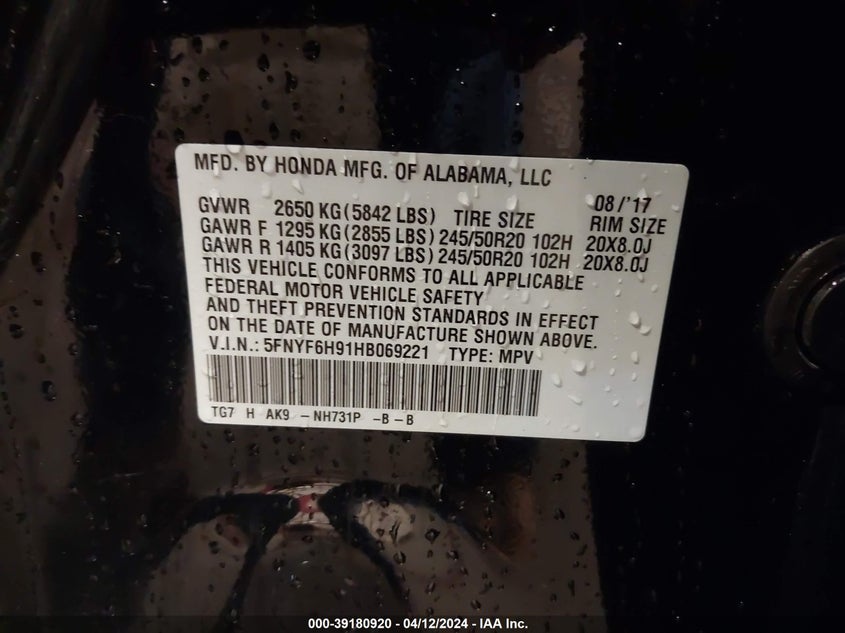 MFD. BY HONDA MFG. OF ALABAMA, LLC 08/'17
GVWR 2650 KG(5842 LBS) TIRE SIZE RIM SIZE
GAWR F 1295 KG(2855 LBS) 245/50R20 102H 20X8.0J
GAWR R 1405 KG(3097 LBS) 245/50R20 102H 20X8.0J
THIS VEHICLE CONFORMS TO ALL APPLICABLE
FEDERAL MOTOR VEHICLE SAFETY
AND THEFT PREVENTION STANDARDS IN EFFECT
ON THE DATE OF MANUFACTURE SHOWN ABOVE.
V.I.N.: 5FNYF6H91HB069221 TYPE: MPV
TG7 H AK9 -NH731P -B-B
000-39180920 - 04/12/2024 - IAA Inc.